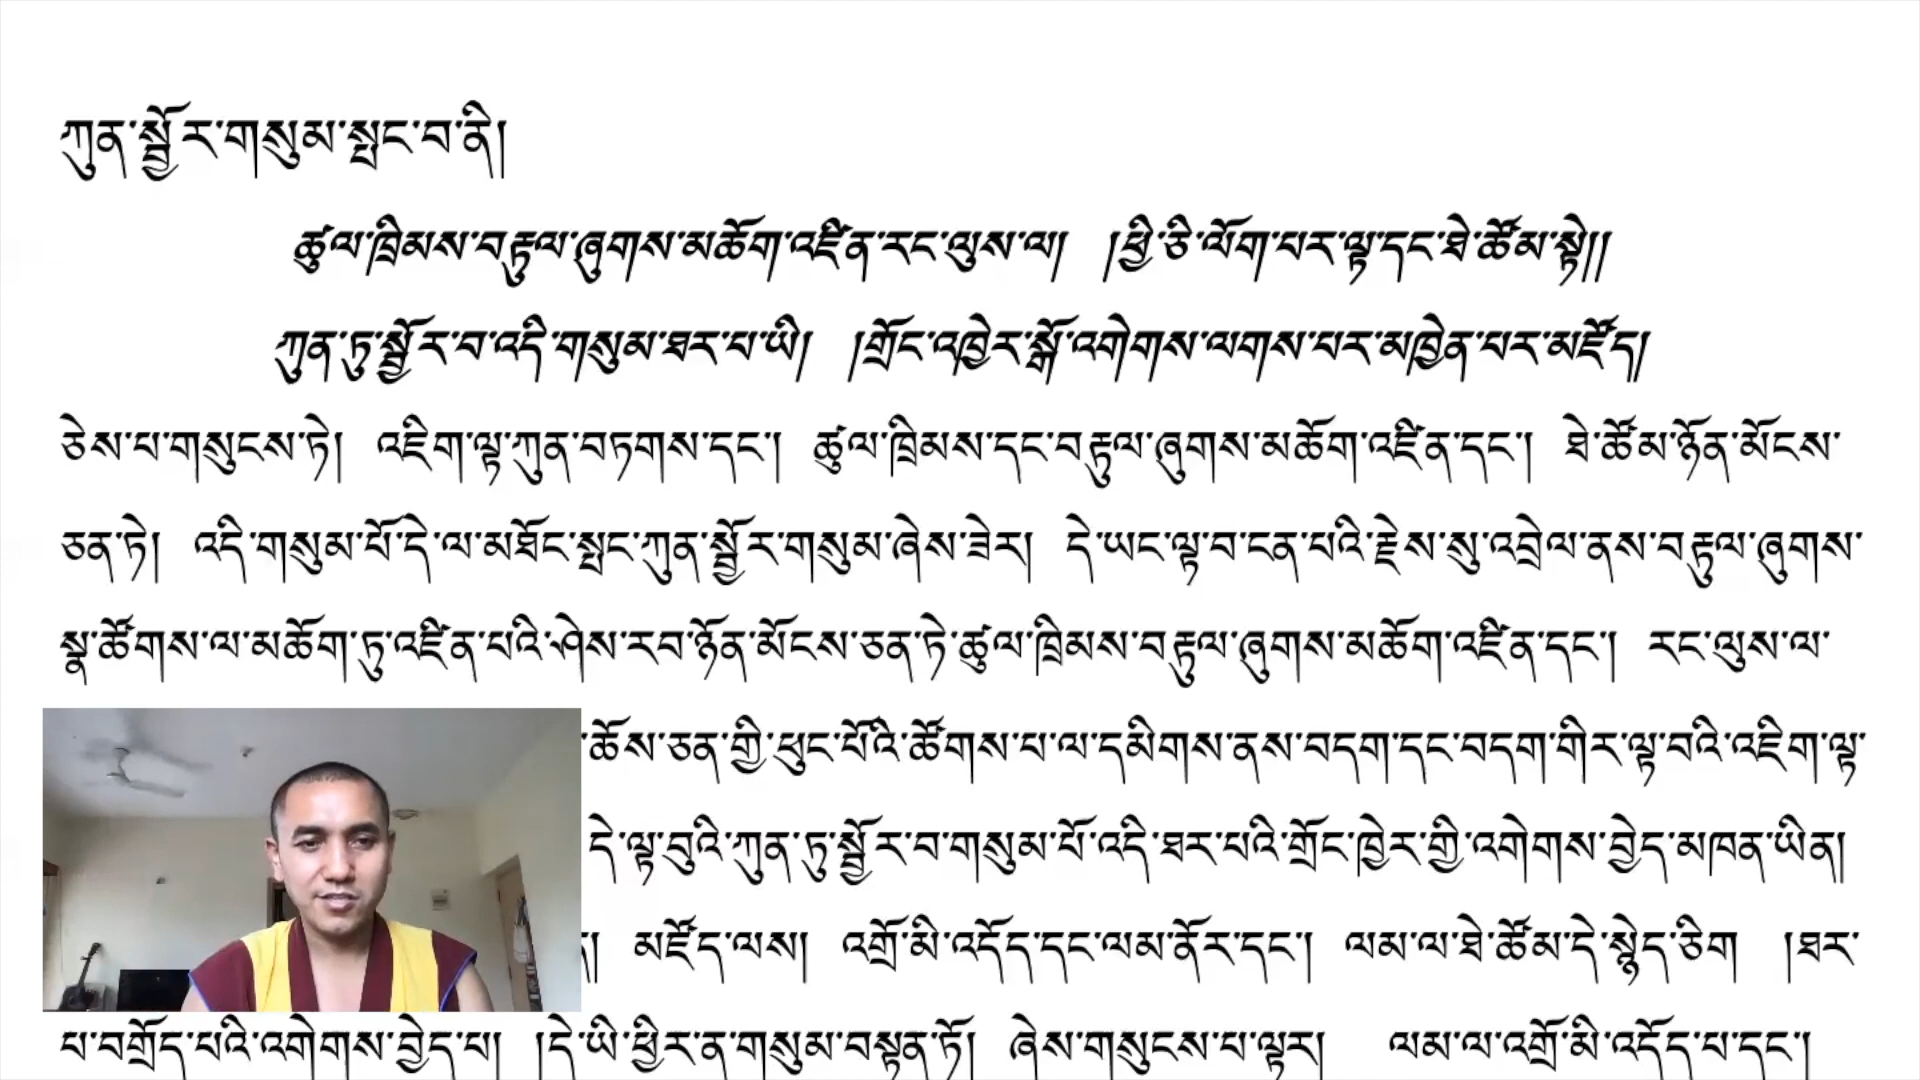 ཀུན་སྦྱོར་གསུམ་སྤང་བ་ནི།
ཚུལ་ཁྲིམས་བརྟུལ་ཞུགས་མཆོག་འཛིན་རང་ལུས་ལ། །ཕྱི་ཅི་ལོག་པར་ལྟ་དང་ཐེ་ཚོམ་སྟེ།།
ཀུན་ཏུ་སྦྱོར་བ་འདི་གསུམ་ཐར་པ་ཡི། །གྲོང་འཁྱེར་སྒོ་འགེགས་ལགས་པར་མཁྱེན་པར་མཛོད།
ཅེས་པ་གསུངས་ཏེ། འཇིག་ལྟ་ཀུན་བཏགས་དང་། ཚུལ་ཁྲིམས་དང་བརྟུལ་ཞུགས་མཆོག་འཛིན་དང་། ཐེ་ཚོམ་ཉོན་མོངས་
ཅན་ཏེ། འདི་གསུམ་པོ་དེ་ལ་མཐོང་སྤང་ཀུན་སྦྱོར་གསུམ་ཞེས་ཟེར། དེ་ཡང་ལྟ་བ་ངན་པའི་རྗེས་སུ་འབྲེལ་ནས་བརྟུལ་ཞུགས་
སྣ་ཚོགས་ལ་མཆོག་ཏུ་འཛིན་པའི་ཤེས་རབ་ཉོན་མོངས་ཅན་ཏེ་ཚུལ་ཁྲིམས་བརྟུལ་ཞུགས་མཆོག་འཛིན་དང་། རང་ལུས་ལ་
ཆོས་ཅན་གྱི་ཕུང་པོའི་ཚོགས་པ་ལ་དམིགས་ནས་བདག་དང་བདག་གིར་ལྟ་བའི་འཇིག་ལྟ་
དེ་ལྟ་བུའི་ཀུན་ཏུ་སྦྱོར་བ་གསུམ་པོ་འདི་ཐར་པའི་གྲོང་ཁྱེར་གྱི་འགེགས་བྱེད་མཁན་ཡིན།
མཛོད་ལས། འགྲོ་མི་འདོད་དང་ལམ་ནོར་དང་། ལམ་ལ་ཐེ་ཚོམ་དེ་སྙེད་ཅིག །ཐར་
པ་བགྲོད་པའི་འགེགས་བྱེད་པ། །དེ་ཡི་ཕྱིར་ན་གསུམ་བསྟན་ཏོ། ཞེས་གསུངས་པ་ལྟར། ལམ་ལ་འགྲོ་མི་འདོད་པ་དང་།